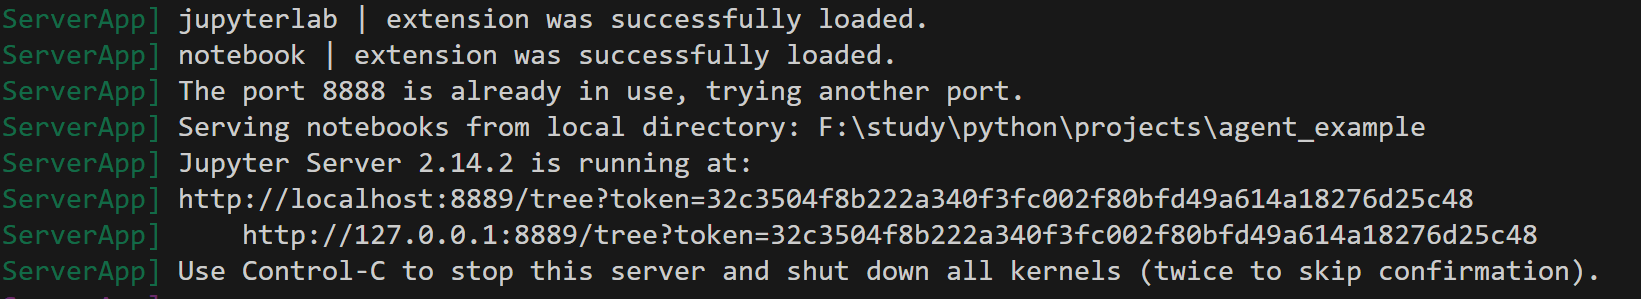 ServerApp] jupyterlab | extension was successfully loaded.
ServerApp] notebook | extension was successfully loaded.
ServerApp] The port 8888 is already in use, trying another port.
ServerApp] Serving notebooks from local directory: F:\study\python\projects\agent_example
ServerApp] Jupyter Server 2.14.2 is running at:
ServerApp] http://localhost:8889/tree?token=32c3504f8b222a340f3fc002f80bfd49a614a18276d25c48
ServerApp]     http://127.0.0.1:8889/tree?token=32c3504f8b222a340f3fc002f80bfd49a614a18276d25c48
ServerApp] Use Control-C to stop this server and shut down all kernels (twice to skip confirmation).